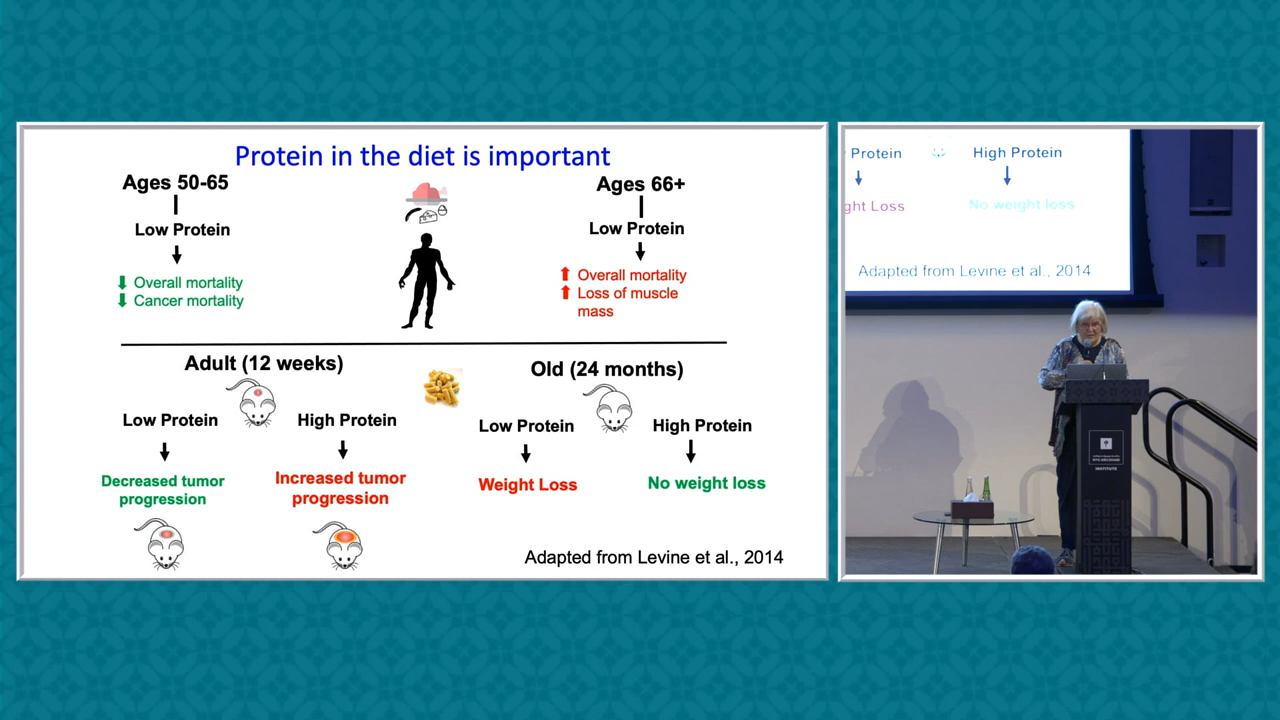 Protein in the diet is important
Ages 50-65
Low Protein
Overall mortality
Cancer mortality
Ages 66+
Low Protein
Overall mortality
Loss of muscle
mass
Adult (12 weeks)
Low Protein
High Protein
Decreased tumor
progression
Increased tumor
progression
Old (24 months)
Low Protein
High Protein
Weight Loss
No weight loss
Adapted from Levine et al., 2014
Protein
High Protein
ght Loss
No weight loss
Adapted from Levine et al., 2014
INSTITUTE